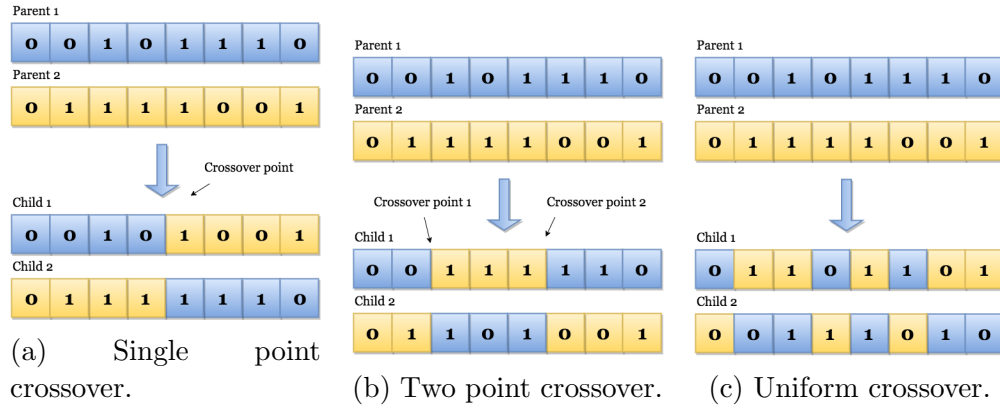 Parent 1
0 0 1 0 1 1 1 0
Parent 2
0 1 1 1 1 0 0 1
Crossover point
Child 1
0 0 1 0 1 0 0 1
Child 2
0 1 1 1 1 1 1 0
(a) Single point
crossover.
Parent 1
0 0 1 0 1 1 1 0
Parent 2
0 1 1 1 1 0 0 1
Crossover point 1
Crossover point 2
Child 1
0 0 1 1 1 1 1 0
Child 2
0 1 1 0 1 0 0 1
(b) Two point crossover.
Parent 1
0 0 1 0 1 1 1 0
Parent 2
0 1 1 1 1 0 0 1
Child 1
0 1 1 0 1 1 0 1
Child 2
0 0 1 1 1 0 1 0
(c) Uniform crossover.